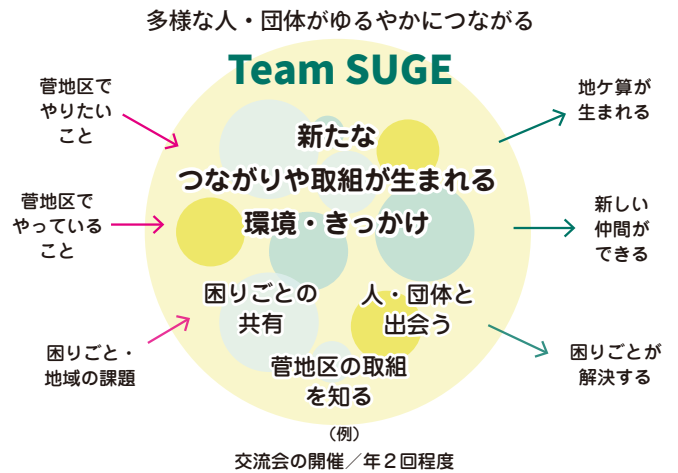 多様な人・団体がゆるやかにつながる
Team SUGE
菅地区で
やりたい
こと
菅地区で
やっている
こと
困りごと・
地域の課題
新たな
つながりや取組が生まれる
環境・きっかけ
困りごとの
共有
人・団体と
出会う
菅地区の取組
を知る
地ケ算が
生まれる
新しい
仲間が
できる
困りごとが
解決する
（例）
交流会の開催／年２回程度